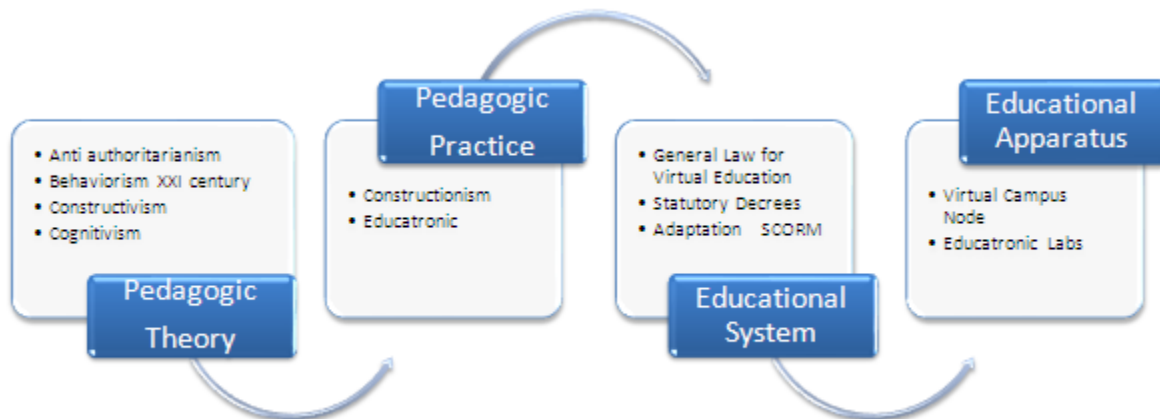 • Anti authoritarianism
• Behaviorism XXI century
• Constructivism
• Cognitivism
Pedagogic
Theory
Pedagogic
Practice
• Constructionism
• Educatronic
• General Law for
Virtual Education
• Statutory Decrees
• Adaptation SCORM
Educational
System
Educational
Apparatus
• Virtual Campus
Node
• Educatronic Labs